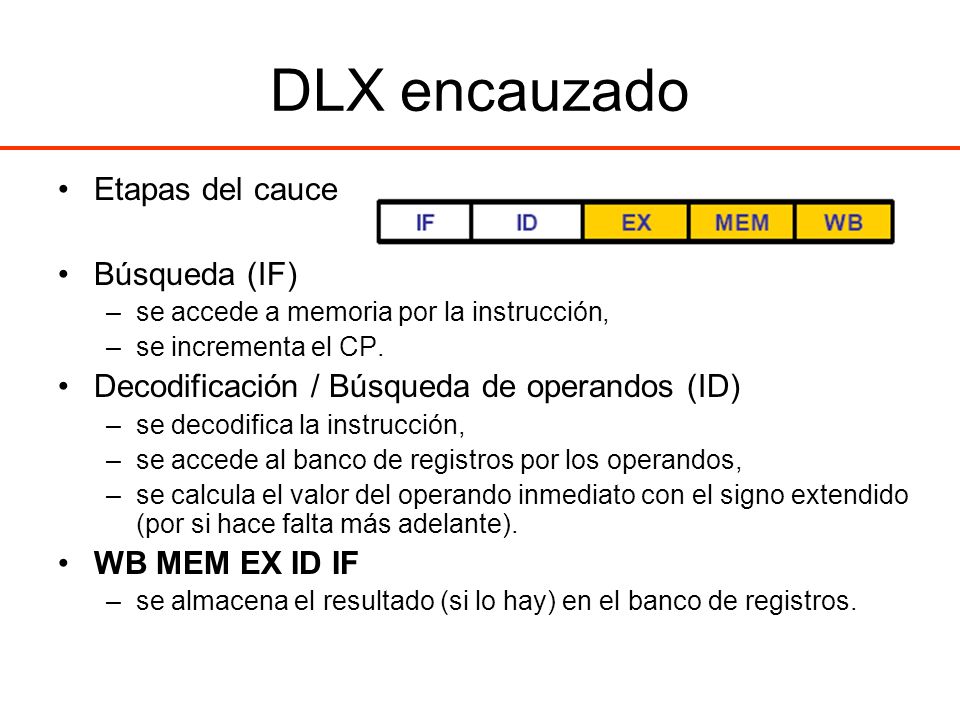 DLX encauzado
• Etapas del cauce
IF ID EX MEM WB
• Búsqueda (IF)
– se accede a memoria por la instrucción,
– se incrementa el CP.
• Decodificación / Búsqueda de operandos (ID)
– se decodifica la instrucción,
– se accede al banco de registros por los operandos,
– se calcula el valor del operando inmediato con el signo extendido
(por si hace falta más adelante).
• WB MEM EX ID IF
– se almacena el resultado (si lo hay) en el banco de registros.